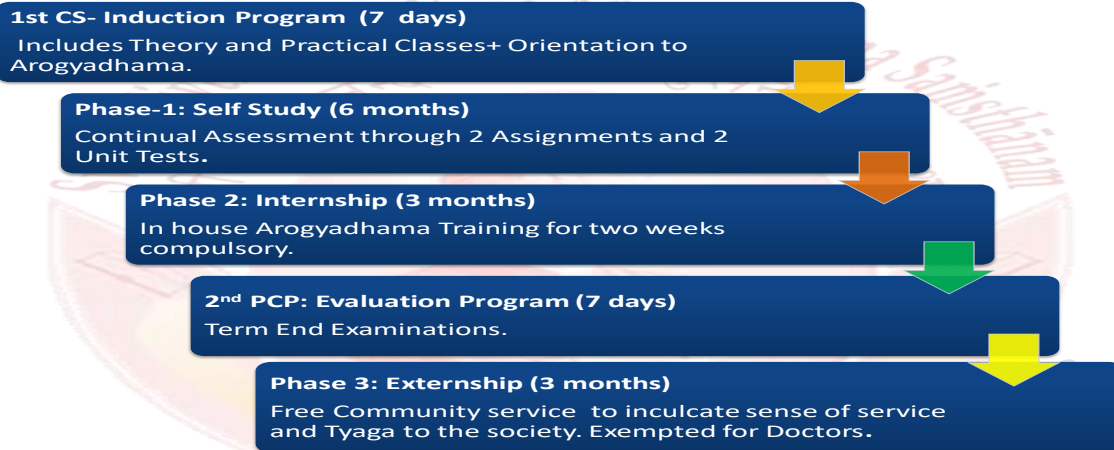 1st CS- Induction Program (7 days)
Includes Theory and Practical Classes+ Orientation to
Arogyadhama.
Phase-1: Self Study (6 months)
Continual Assessment through 2 Assignments and 2
Unit Tests.
Phase 2: Internship (3 months)
In house Arogyadhama Training for two weeks
compulsory.
2nd PCP: Evaluation Program (7 days)
Term End Examinations.
Phase 3: Externship (3 months)
Free Community service to inculcate sense of service
and Tyaga to the society. Exempted for Doctors.